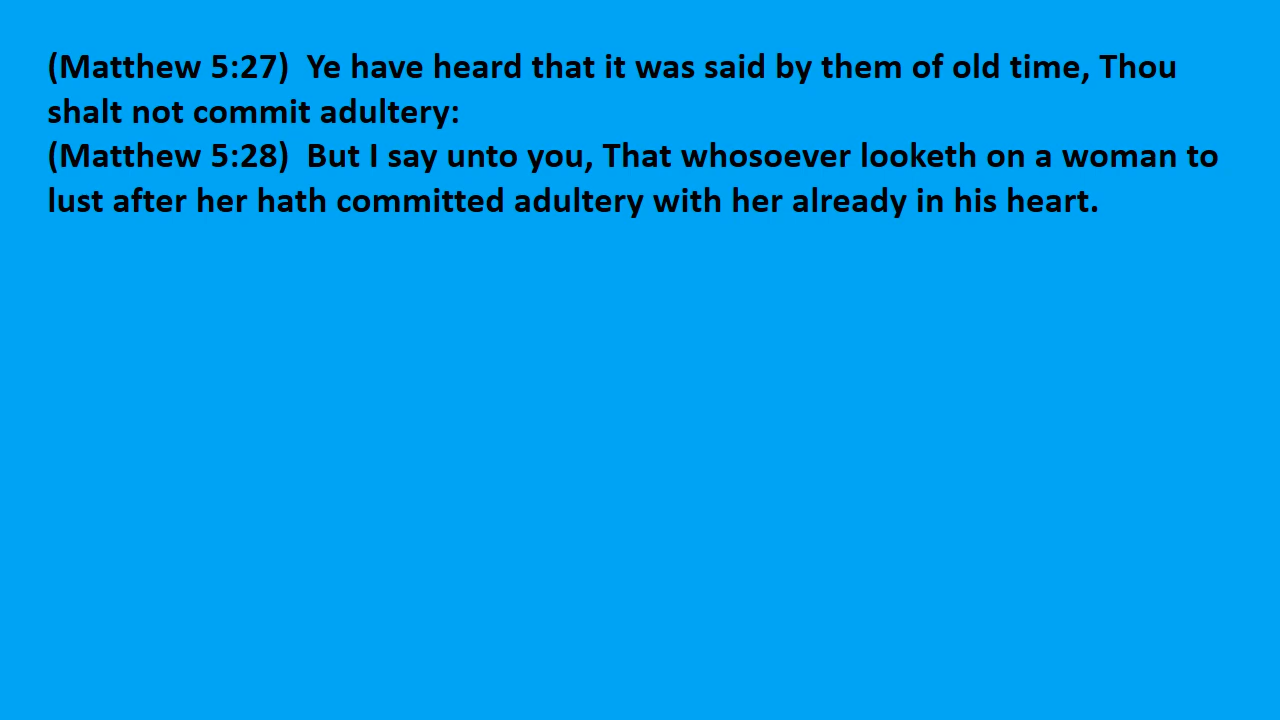 (Matthew 5:27)  Ye have heard that it was said by them of old time, Thou
shalt not commit adultery:
(Matthew 5:28)  But I say unto you, That whosoever looketh on a woman to
lust after her hath committed adultery with her already in his heart.